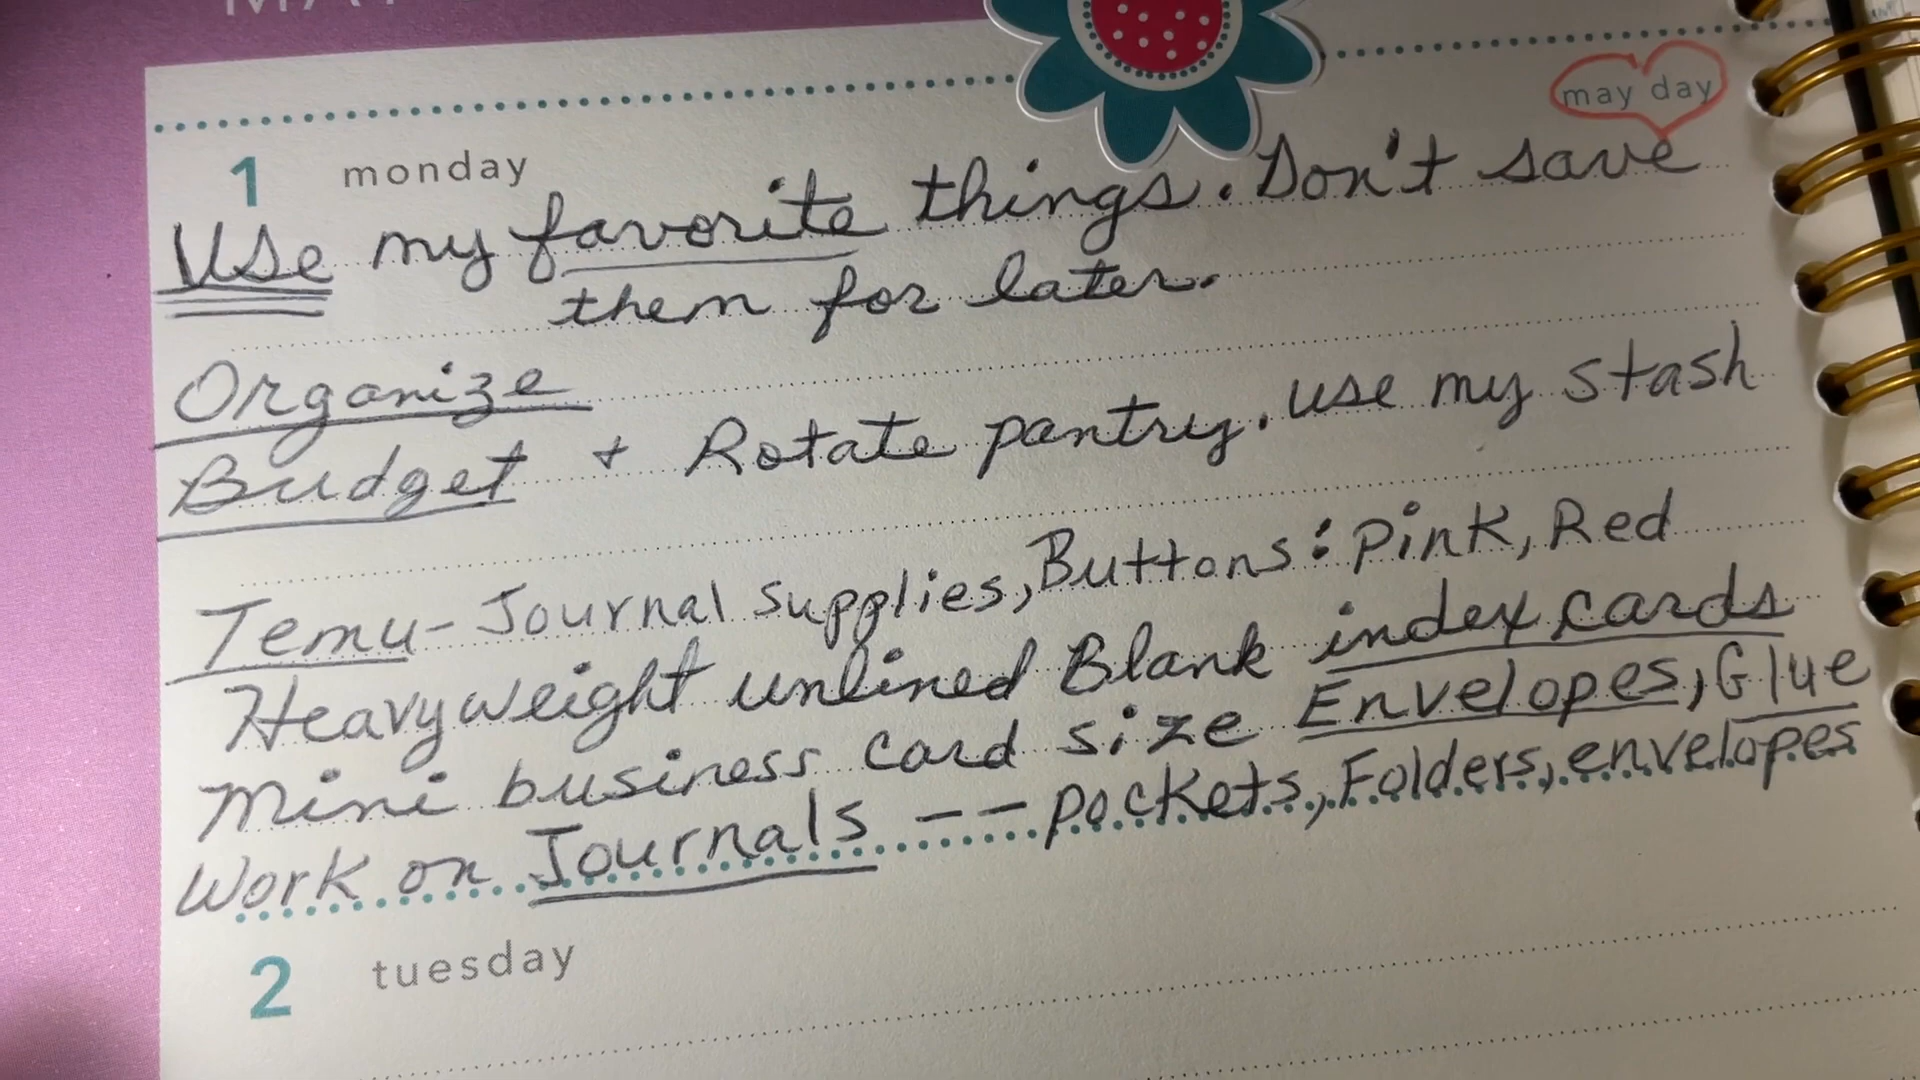 may day
1 monday
Use my favorite things. Don't save
them for later.
Organize
Budget + Rotate pantry. use my stash
Temu - Journal supplies, Buttons: Pink, Red
Heavyweight unlined Blank index cards
Mini business card size Envelopes, Glue
Work on Journals -- pockets, Folders, envelopes
2 tuesday